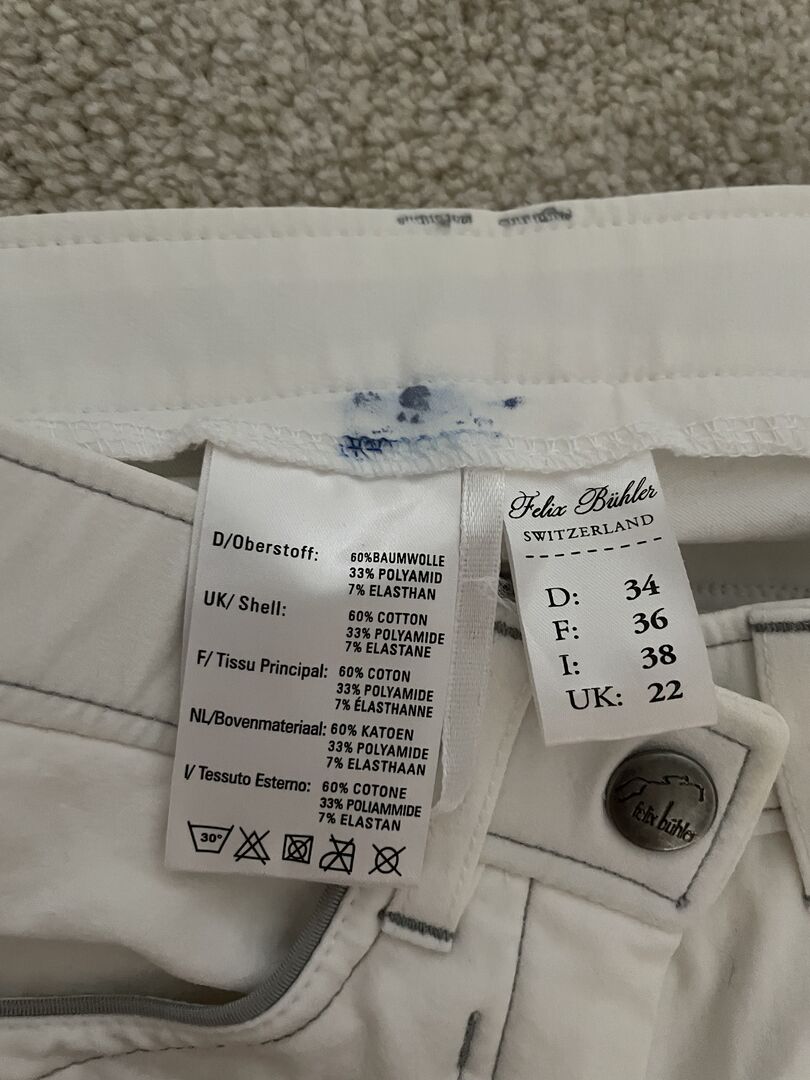 D/Oberstoff: 60%BAUMWOLLE
33% POLYAMID
7% ELASTHAN
UK/ Shell: 60% COTTON
33% POLYAMIDE
7% ELASTANE
F/ Tissu Principal: 60% COTON
33% POLYAMIDE
7% ÉLASTHANNE
NL/Bovenmateriaal: 60% KATOEN
33% POLYAMIDE
7% ELASTHAAN
I/ Tessuto Esterno: 60% COTONE
33% POLIAMMIDE
7% ELASTAN
30°
Felix Bühler
SWITZERLAND
D: 34
F: 36
I: 38
UK: 22
felix bühler